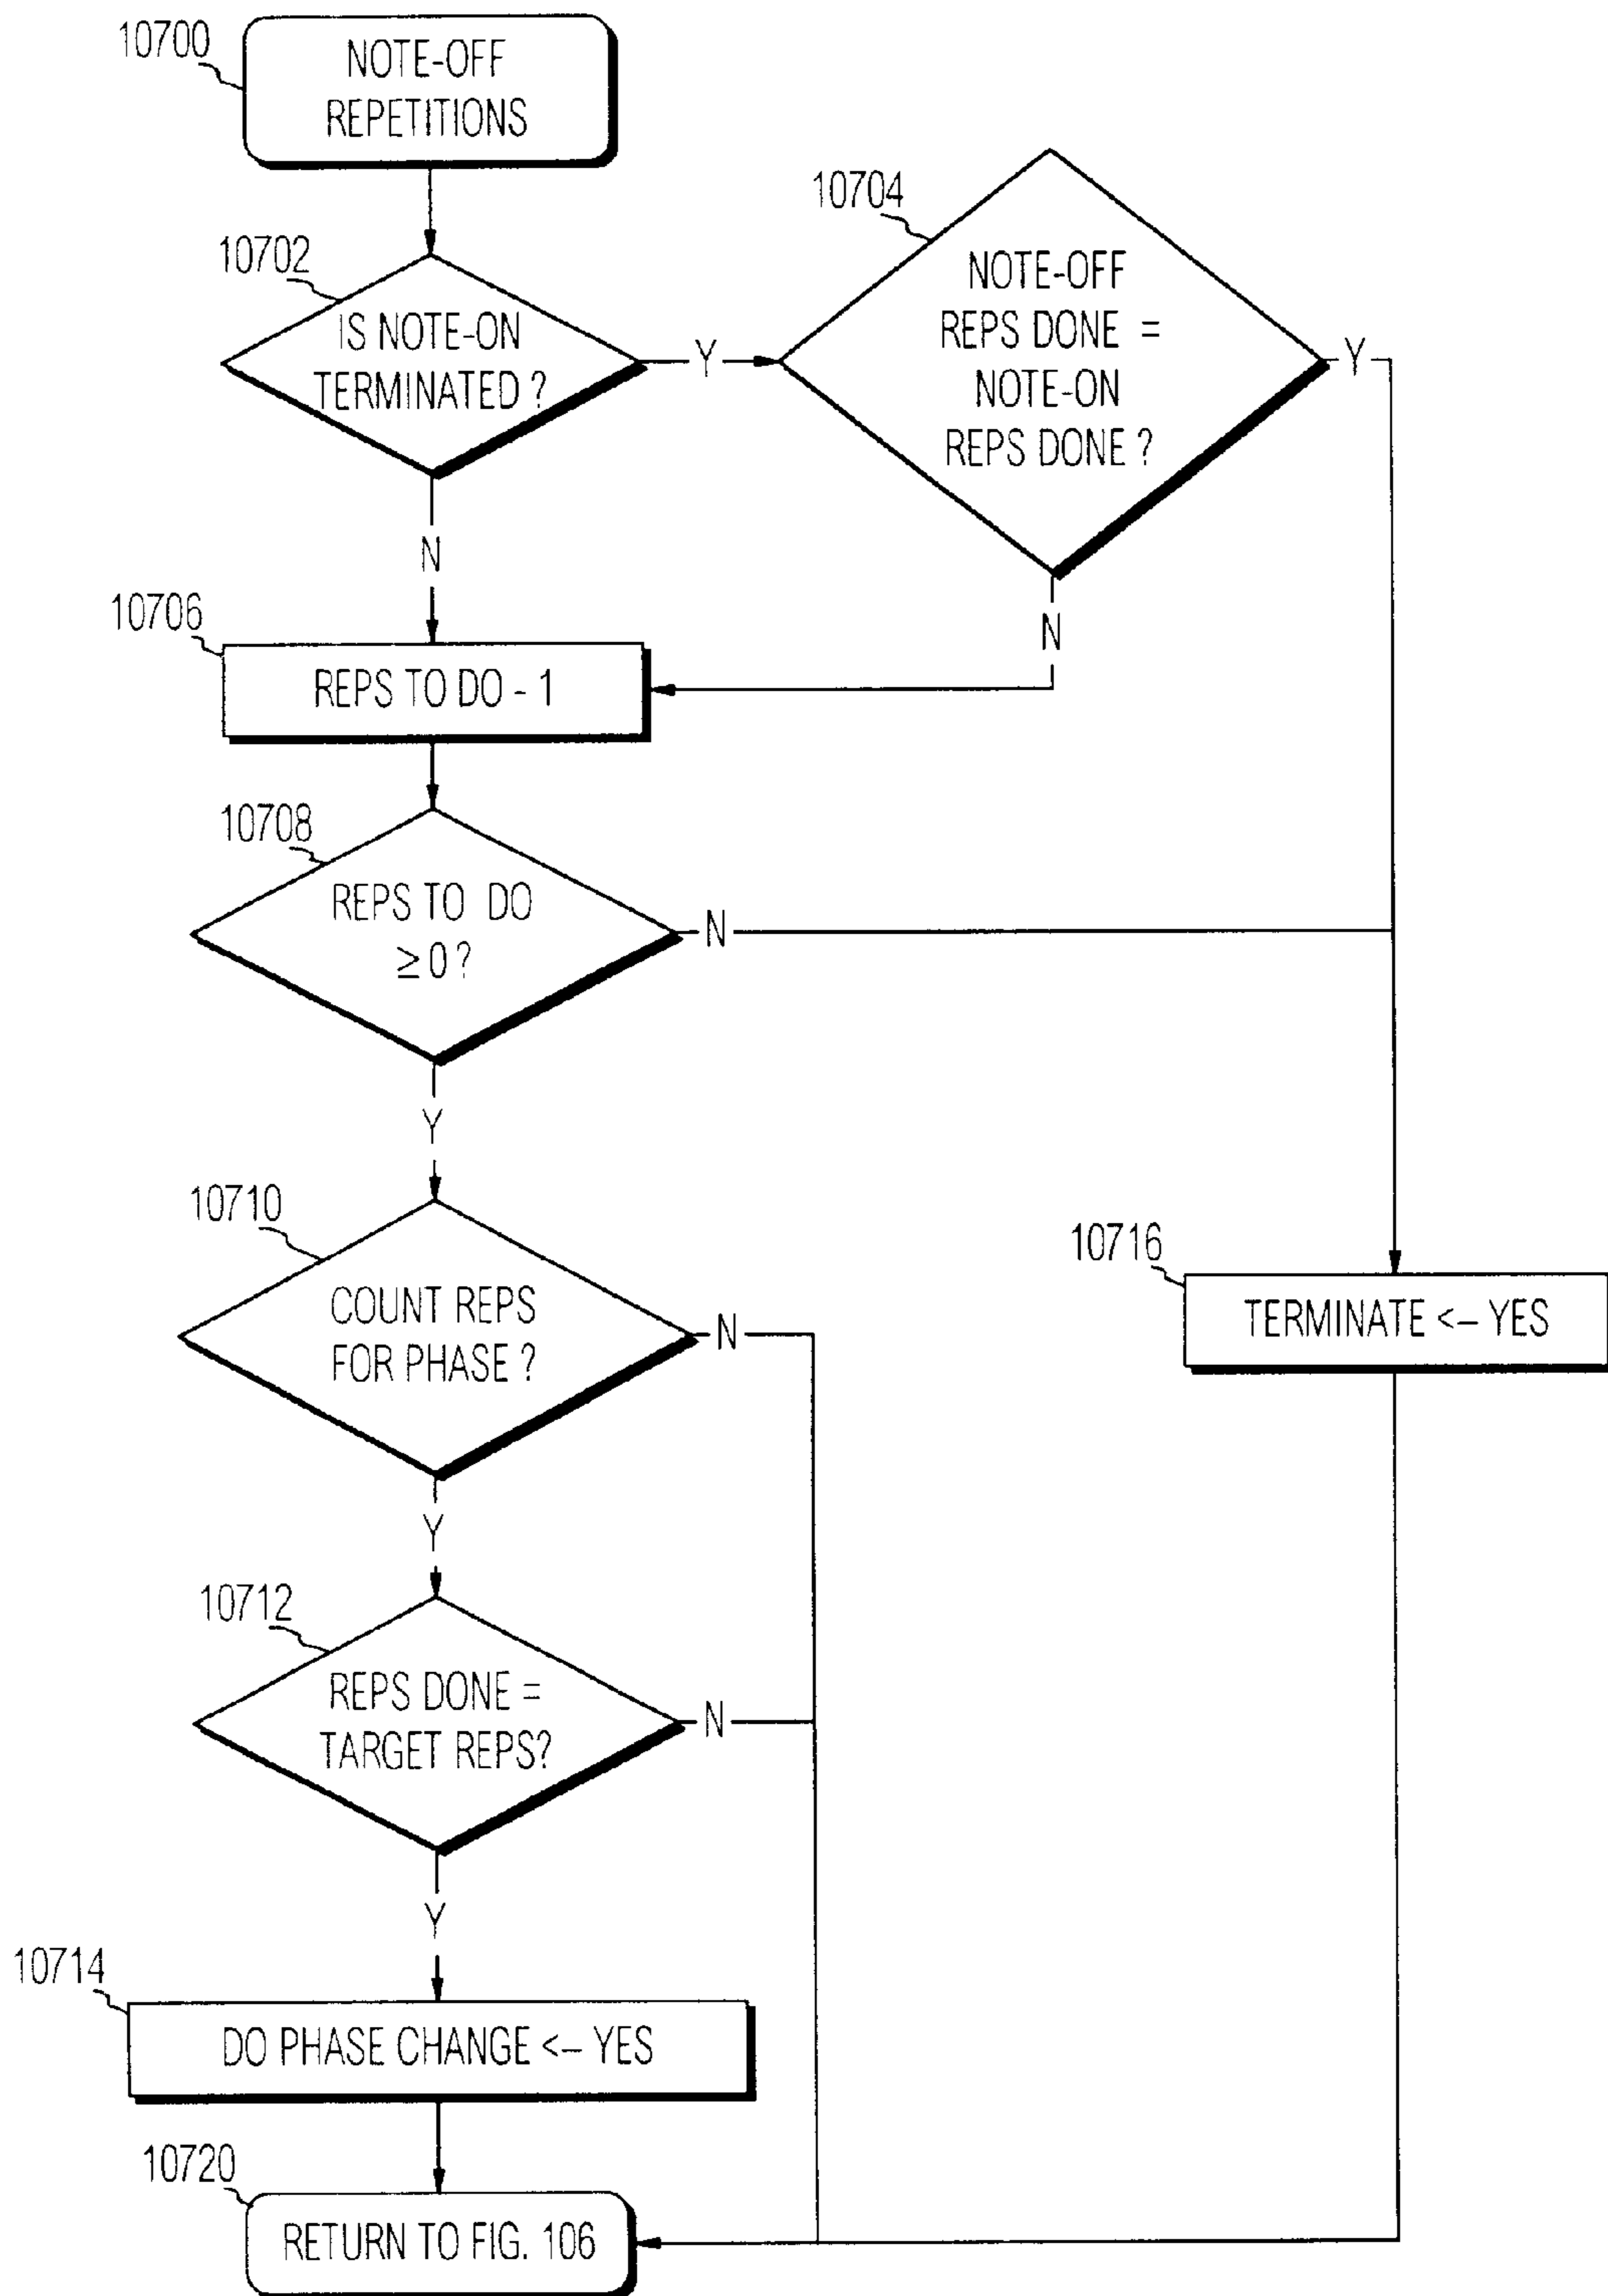 10700
NOTE-OFF
REPETITIONS
10702
IS NOTE-ON
TERMINATED ?
Y
N
10704
NOTE-OFF
REPS DONE =
NOTE-ON
REPS DONE ?
Y
N
10706
REPS TO DO - 1
10708
REPS TO DO
≥ 0 ?
N
Y
10710
COUNT REPS
FOR PHASE ?
N
Y
10716
TERMINATE <– YES
10712
REPS DONE =
TARGET REPS?
N
Y
10714
DO PHASE CHANGE <– YES
10720
RETURN TO FIG. 106